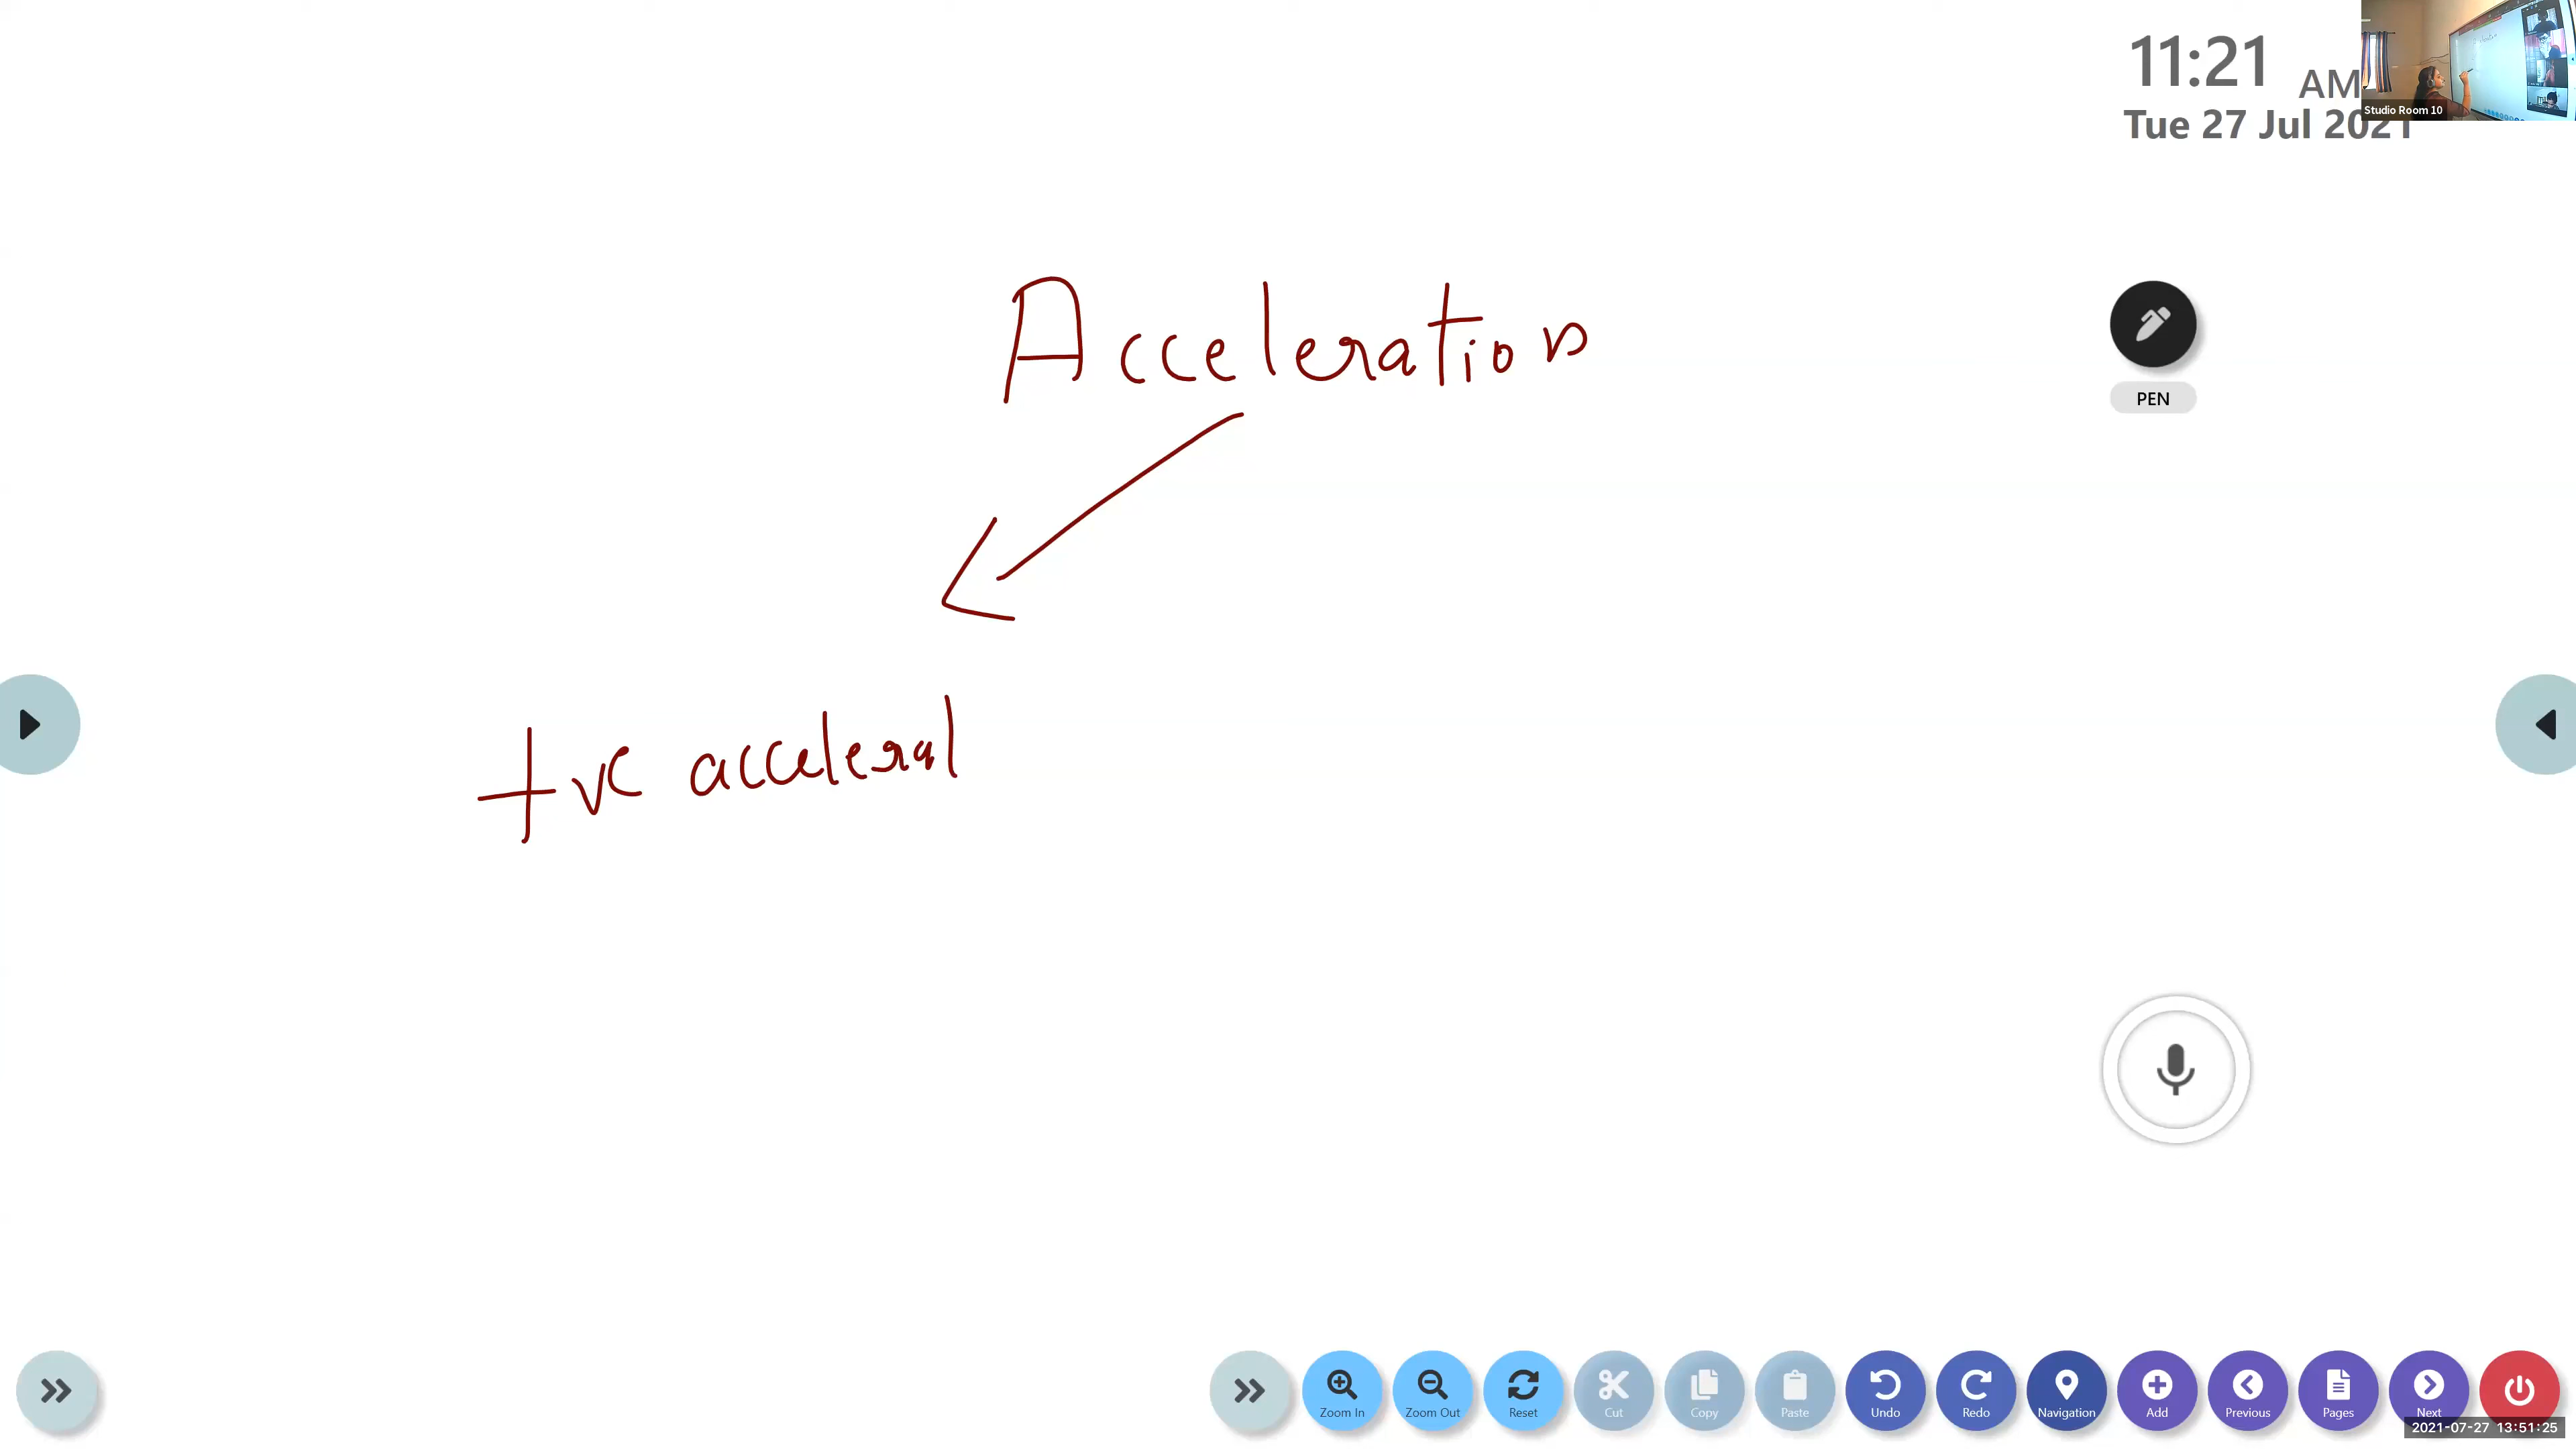 11:21 AM
Studio Room 10
Tue 27 Jul 2021
Acceleration
PEN
+ve acceleral
Zoom In
Zoom Out
Reset
Cut
Copy
Paste
Undo
Redo
Navigation
Add
Previous
Pages
Next
2021-07-27 13:51:25